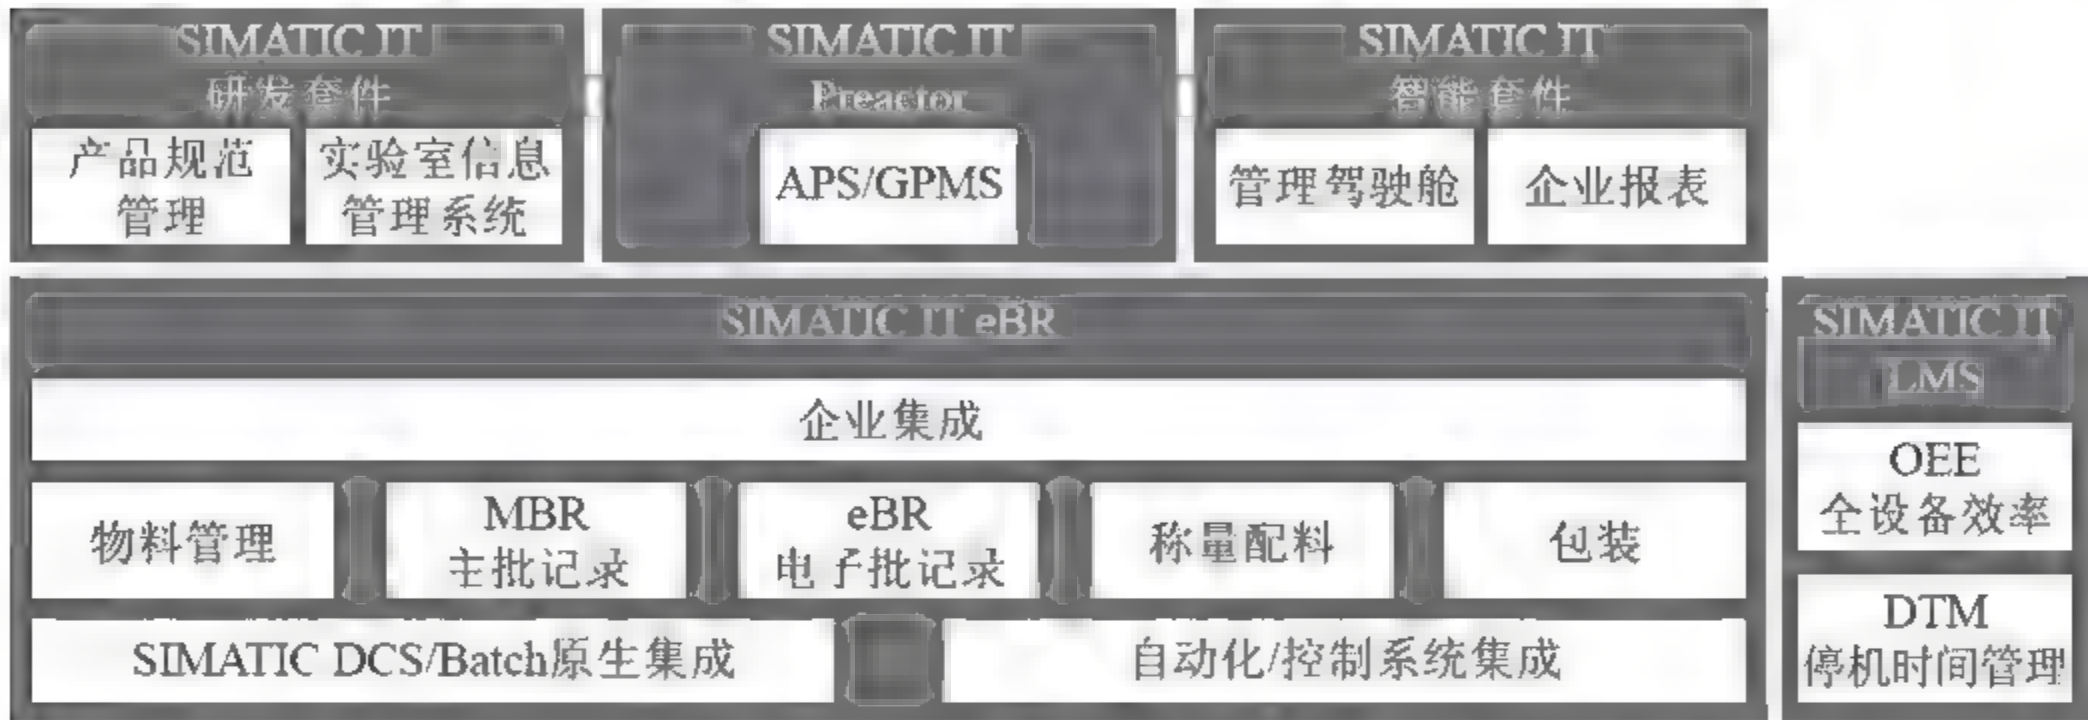 SIMATIC IT
研发套件
产品规范
管理
实验室信息
管理系统
SIMATIC IT
Preactor
APS/GPMS
SIMATIC IT
智能套件
管理驾驶舱
企业报表
SIMATIC IT eBR
企业集成
物料管理
MBR
主批记录
eBR
电子批记录
称量配料
包装
SIMATIC DCS/Batch原生集成
自动化/控制系统集成
SIMATIC IT
LMS
OEE
全设备效率
DTM
停机时间管理